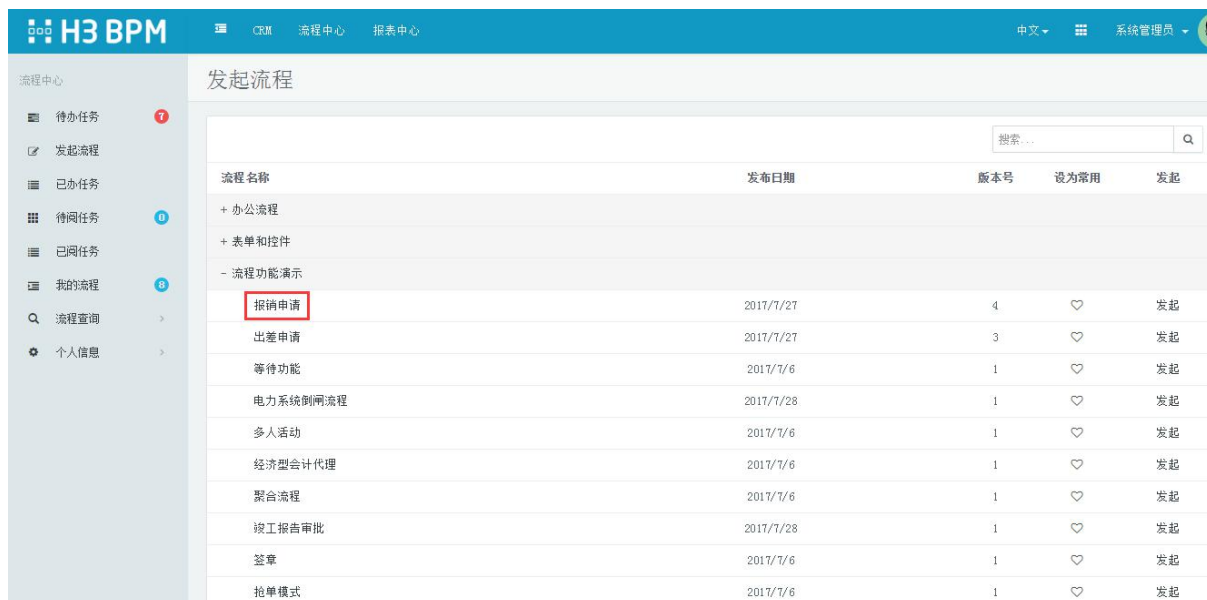 H3 BPM CRM 流程中心 报表中心 中文 系统管理员
流程中心
发起流程
待办任务 7
发起流程
已办任务
待阅任务 0
已阅任务
我的流程 8
流程查询
个人信息
搜索...
流程名称 发布日期 版本号 设为常用 发起
+ 办公流程
+ 表单和控件
- 流程功能演示
报销申请 2017/7/27 4 发起
出差申请 2017/7/27 3 发起
等待功能 2017/7/6 1 发起
电力系统倒闸流程 2017/7/28 1 发起
多人活动 2017/7/6 1 发起
经济型会计代理 2017/7/6 1 发起
聚合流程 2017/7/6 1 发起
竣工报告审批 2017/7/28 1 发起
签章 2017/7/6 1 发起
抢单模式 2017/7/6 1 发起